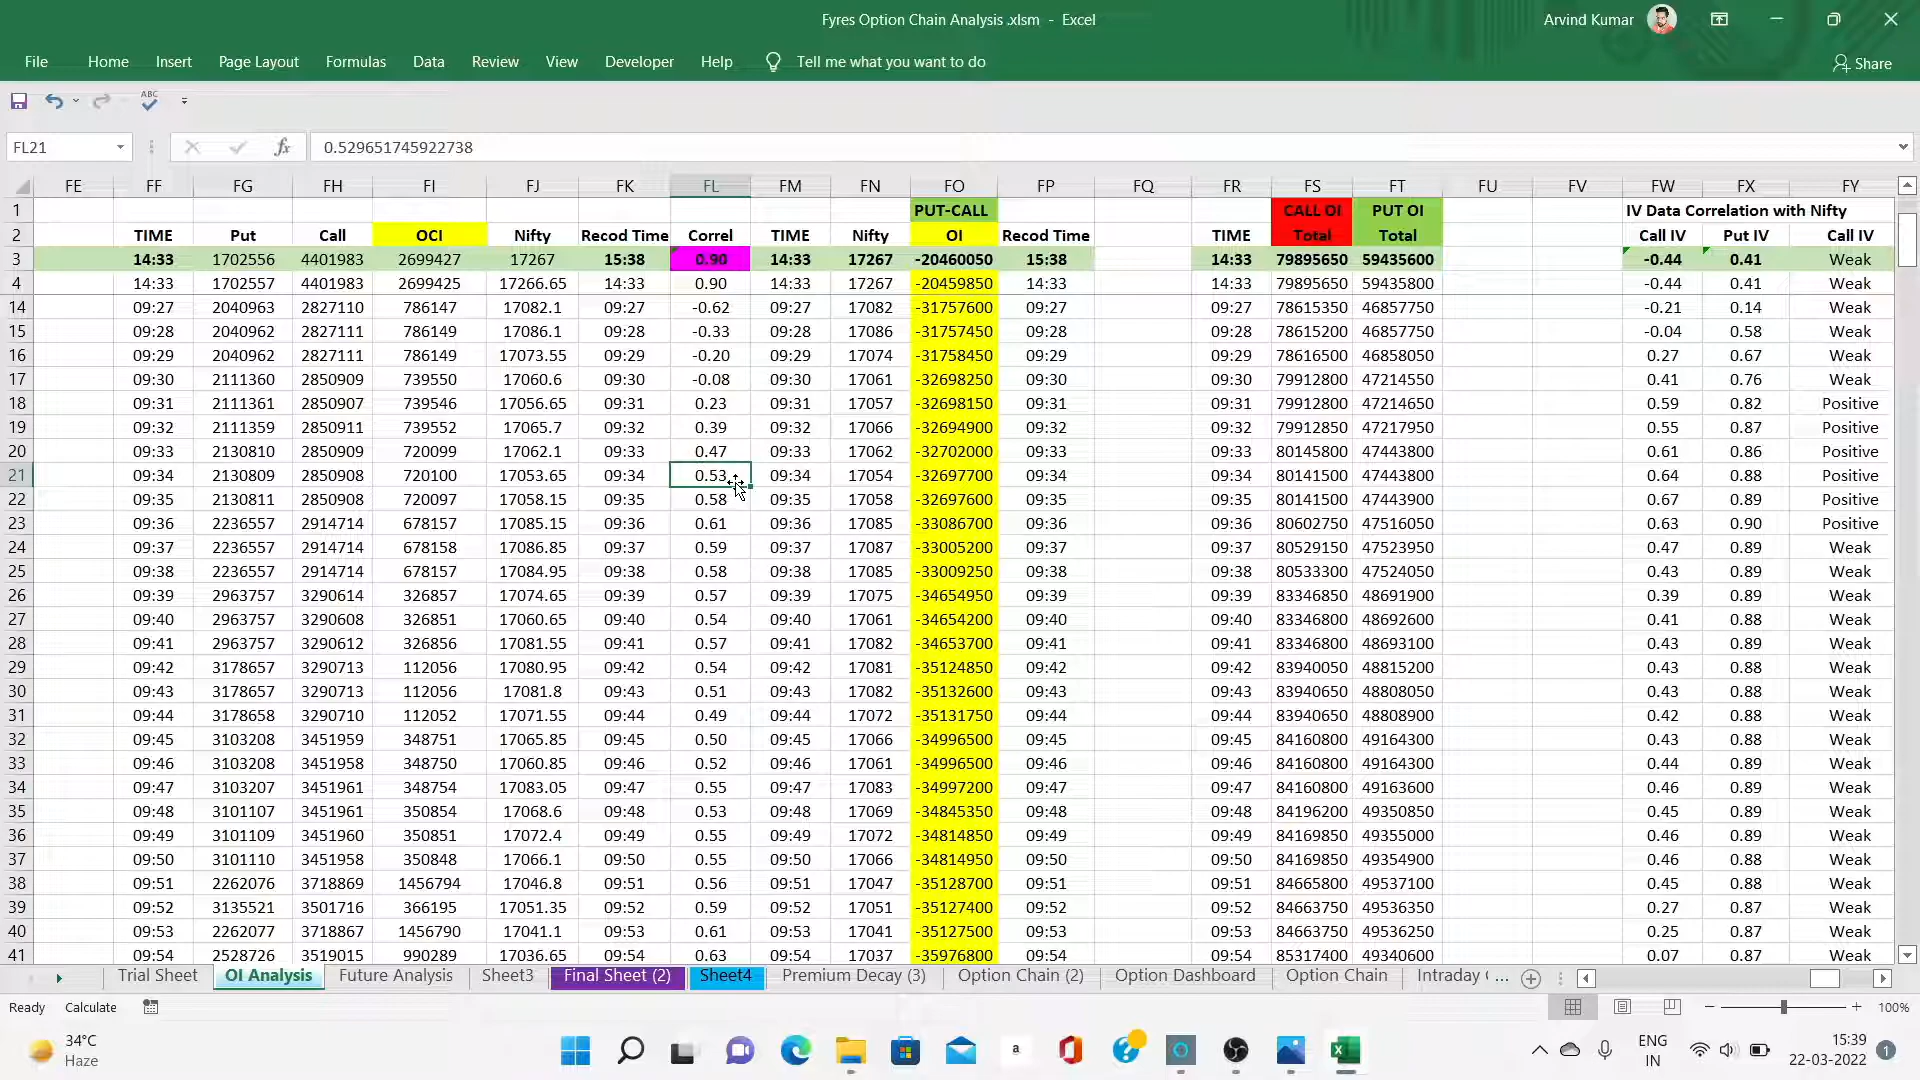 Fyres Option Chain Analysis .xlsm - Excel
Arvind Kumar
File Home Insert Page Layout Formulas Data Review View Developer Help Tell me what you want to do
Share
ABC
FL21 fx 0.529651745922738
FE FF FG FH FI FJ FK FL FM FN FO FP FQ FR FS FT FU FV FW FX FY
1 PUT-CALL CALL OI PUT OI IV Data Correlation with Nifty
2 TIME Put Call OCI Nifty Recod Time Correl TIME Nifty OI Recod Time TIME Total Total Call IV Put IV Call IV
3 14:33 1702556 4401983 2699427 17267 15:38 0.90 14:33 17267 -20460050 15:38 14:33 79895650 59435600 -0.44 0.41 Weak
4 14:33 1702557 4401983 2699425 17266.65 14:33 0.90 14:33 17267 -20459850 14:33 14:33 79895650 59435800 -0.44 0.41 Weak
14 09:27 2040963 2827110 786147 17082.1 09:27 -0.62 09:27 17082 -31757600 09:27 09:27 78615350 46857750 -0.21 0.14 Weak
15 09:28 2040962 2827111 786149 17086.1 09:28 -0.33 09:28 17086 -31757450 09:28 09:28 78615200 46857750 -0.04 0.58 Weak
16 09:29 2040962 2827111 786149 17073.55 09:29 -0.20 09:29 17074 -31758450 09:29 09:29 78616500 46858050 0.27 0.67 Weak
17 09:30 2111360 2850909 739550 17060.6 09:30 -0.08 09:30 17061 -32698250 09:30 09:30 79912800 47214550 0.41 0.76 Weak
18 09:31 2111361 2850907 739546 17056.65 09:31 0.23 09:31 17057 -32698150 09:31 09:31 79912800 47214650 0.59 0.82 Positive
19 09:32 2111359 2850911 739552 17065.7 09:32 0.39 09:32 17066 -32694900 09:32 09:32 79912850 47217950 0.55 0.87 Positive
20 09:33 2130810 2850909 720099 17062.1 09:33 0.47 09:33 17062 -32702000 09:33 09:33 80145800 47443800 0.61 0.86 Positive
21 09:34 2130809 2850908 720100 17053.65 09:34 0.53 09:34 17054 -32697700 09:34 09:34 80141500 47443800 0.64 0.88 Positive
22 09:35 2130811 2850908 720097 17058.15 09:35 0.58 09:35 17058 -32697600 09:35 09:35 80141500 47443900 0.67 0.89 Positive
23 09:36 2236557 2914714 678157 17085.15 09:36 0.61 09:36 17085 -33086700 09:36 09:36 80602750 47516050 0.63 0.90 Positive
24 09:37 2236557 2914714 678158 17086.85 09:37 0.59 09:37 17087 -33005200 09:37 09:37 80529150 47523950 0.47 0.89 Weak
25 09:38 2236557 2914714 678157 17084.95 09:38 0.58 09:38 17085 -33009250 09:38 09:38 80533300 47524050 0.43 0.89 Weak
26 09:39 2963757 3290614 326857 17074.65 09:39 0.57 09:39 17075 -34654950 09:39 09:39 83346850 48691900 0.39 0.89 Weak
27 09:40 2963757 3290608 326851 17060.65 09:40 0.54 09:40 17061 -34654200 09:40 09:40 83346800 48692600 0.41 0.88 Weak
28 09:41 2963757 3290612 326856 17081.55 09:41 0.57 09:41 17082 -34653700 09:41 09:41 83346800 48693100 0.43 0.89 Weak
29 09:42 3178657 3290713 112056 17080.95 09:42 0.54 09:42 17081 -35124850 09:42 09:42 83940050 48815200 0.43 0.88 Weak
30 09:43 3178657 3290713 112056 17081.8 09:43 0.51 09:43 17082 -35132600 09:43 09:43 83940650 48808050 0.43 0.88 Weak
31 09:44 3178658 3290710 112052 17071.55 09:44 0.49 09:44 17072 -35131750 09:44 09:44 83940650 48808900 0.42 0.88 Weak
32 09:45 3103208 3451959 348751 17065.85 09:45 0.50 09:45 17066 -34996500 09:45 09:45 84160800 49164300 0.43 0.88 Weak
33 09:46 3103208 3451958 348750 17060.85 09:46 0.52 09:46 17061 -34996500 09:46 09:46 84160800 49164300 0.44 0.88 Weak
34 09:47 3103207 3451961 348754 17083.05 09:47 0.55 09:47 17083 -34997200 09:47 09:47 84160800 49163600 0.46 0.89 Weak
35 09:48 3101107 3451961 350854 17068.6 09:48 0.53 09:48 17069 -34845350 09:48 09:48 84196200 49350850 0.45 0.89 Weak
36 09:49 3101109 3451960 350851 17072.4 09:49 0.55 09:49 17072 -34814850 09:49 09:49 84169850 49355000 0.46 0.89 Weak
37 09:50 3101110 3451958 350848 17066.1 09:50 0.55 09:50 17066 -34814950 09:50 09:50 84169850 49354900 0.46 0.88 Weak
38 09:51 2262076 3718869 1456794 17046.8 09:51 0.56 09:51 17047 -35128700 09:51 09:51 84665800 49537100 0.45 0.88 Weak
39 09:52 3135521 3501716 366195 17051.35 09:52 0.59 09:52 17051 -35127400 09:52 09:52 84663750 49536350 0.27 0.87 Weak
40 09:53 2262077 3718867 1456790 17041.1 09:53 0.61 09:53 17041 -35127500 09:53 09:53 84663750 49536250 0.25 0.87 Weak
41 09:54 2528726 3519015 990289 17036.65 09:54 0.63 09:54 17037 -35976800 09:54 09:54 85317400 49340600 0.07 0.87 Weak
Trial Sheet OI Analysis Future Analysis Sheet3 Final Sheet (2) Sheet4 Premium Decay (3) Option Chain (2) Option Dashboard Option Chain Intraday ( ...
Ready Calculate 100%
34°C
Haze
a
ENG
IN
15:39
22-03-2022
1